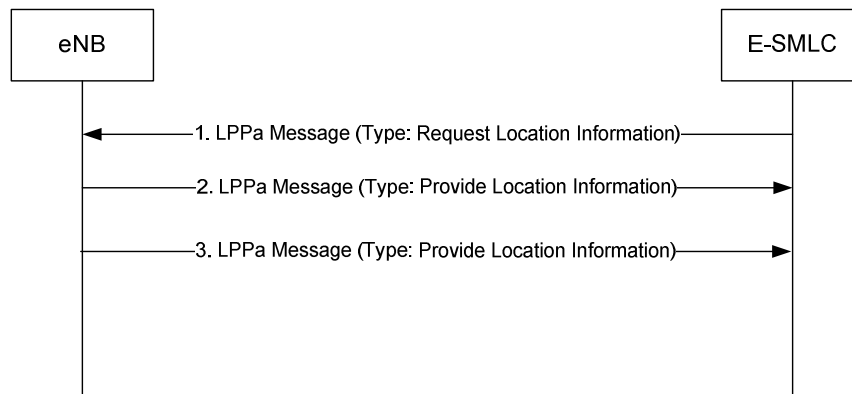 eNB
E-SMLC
1. LPPa Message (Type: Request Location Information)
2. LPPa Message (Type: Provide Location Information)
3. LPPa Message (Type: Provide Location Information)